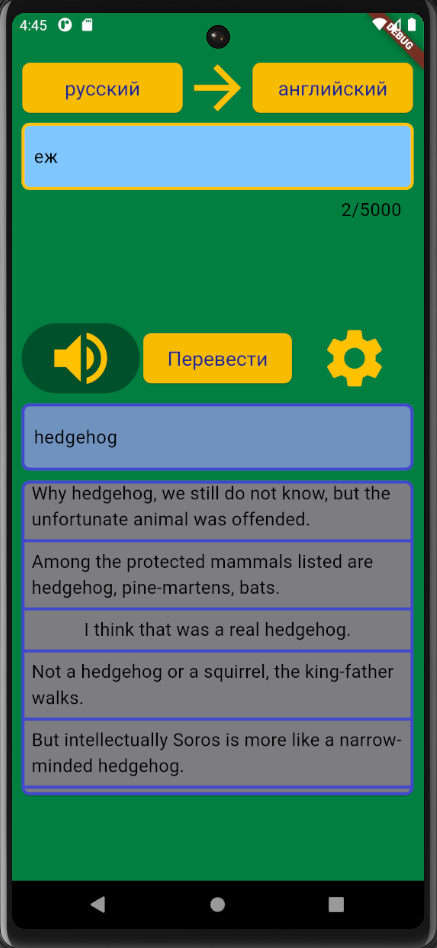 4:45
DEBUG
русский
английский
еж
2/5000
Перевести
hedgehog
Why hedgehog, we still do not know, but the
unfortunate animal was offended.
Among the protected mammals listed are
hedgehog, pine-martens, bats.
I think that was a real hedgehog.
Not a hedgehog or a squirrel, the king-father
walks.
But intellectually Soros is more like a narrow-
minded hedgehog.